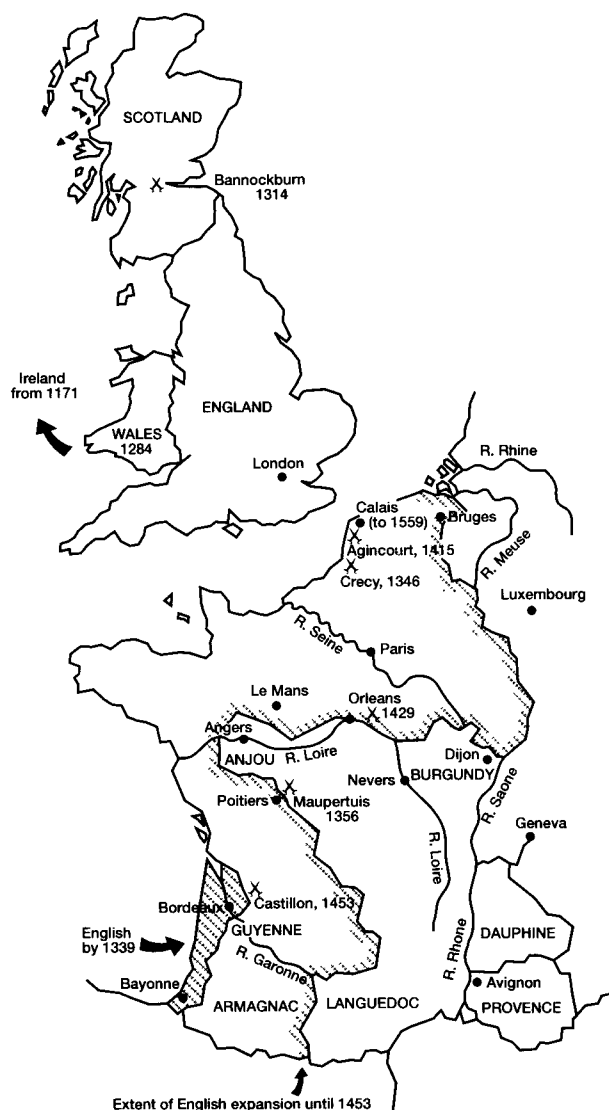 SCOTLAND
Bannockburn
1314
Ireland
from 1171
ENGLAND
WALES
1284
London
R. Rhine
Calais
(to 1559)
Bruges
Agincourt, 1415
R. Meuse
Crecy, 1346
Luxembourg
R. Seine
Paris
Le Mans
Orleans
1429
Angers
ANJOU
R. Loire
Dijon
Nevers
BURGUNDY
R. Saone
Poitiers
Maupertuis
1356
Geneva
R. Loire
Castillon, 1453
Bordeaux
GUYENNE
English
by 1339
R. Garonne
R. Rhone
DAUPHINE
Bayonne
Avignon
ARMAGNAC
LANGUEDOC
PROVENCE
Extent of English expansion until 1453